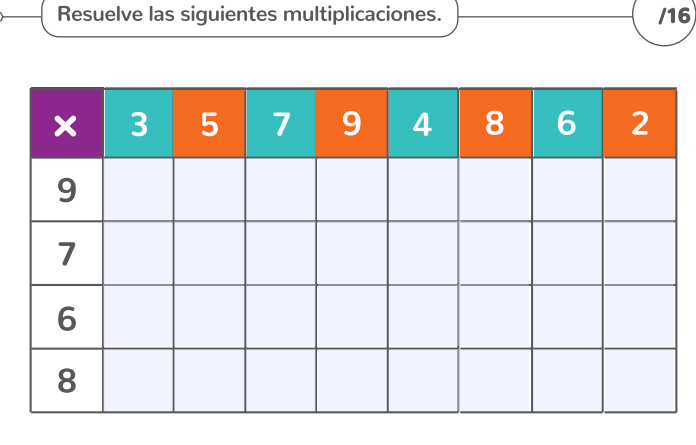 Resuelve las siguientes multiplicaciones.
/16
× 3 5 7 9 4 8 6 2
9
7
6
8